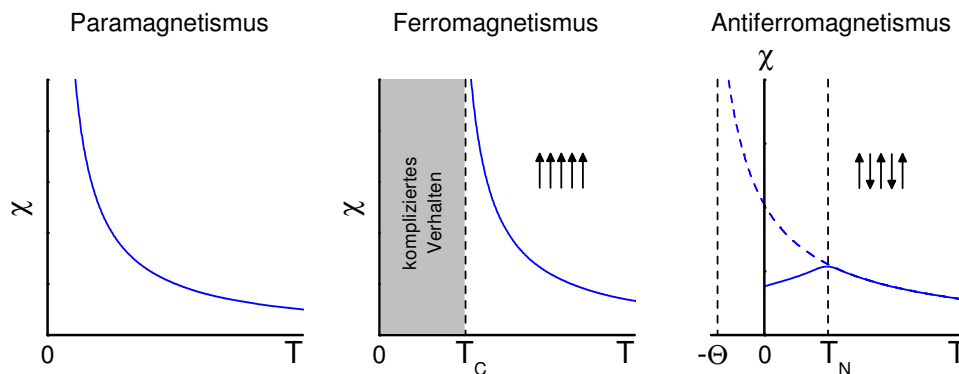 Paramagnetismus
χ
0
T
Ferromagnetismus
χ
kompliziertes
Verhalten
0
T_C
T
Antiferromagnetismus
χ
-Θ
0
T_N
T